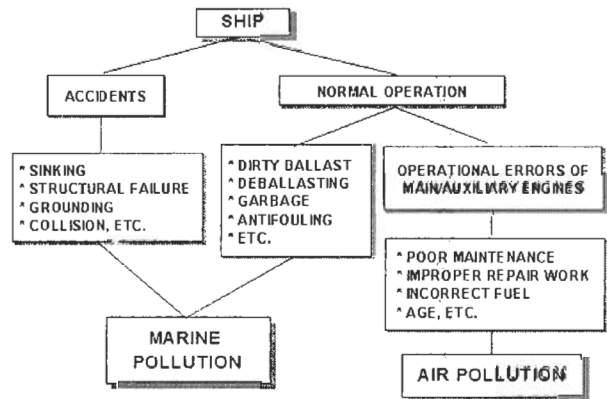 SHIP
ACCIDENTS
NORMAL OPERATION
* SINKING
* STRUCTURAL FAILURE
* GROUNDING
* COLLISION, ETC.
* DIRTY BALLAST
* DEBALLASTING
* GARBAGE
* ANTIFOULING
* ETC.
OPERATIONAL ERRORS OF
MAIN/AUXILIARY ENGINES
* POOR MAINTENANCE
* IMPROPER REPAIR WORK
* INCORRECT FUEL
* AGE, ETC.
MARINE
POLLUTION
AIR POLLUTION